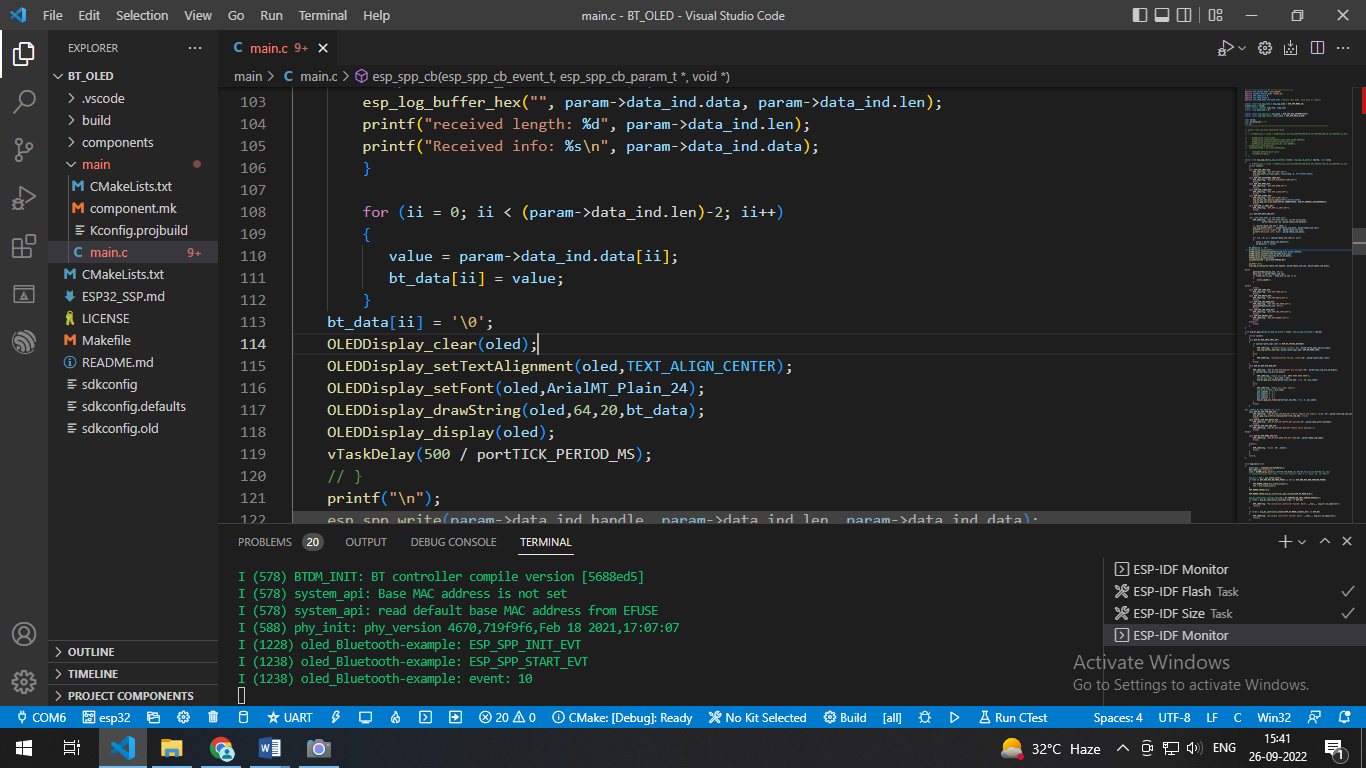 File Edit Selection View Go Run Terminal Help
main.c - BT_OLED - Visual Studio Code
EXPLORER
BT_OLED
.vscode
build
components
main
CMakeLists.txt
component.mk
Kconfig.projbuild
main.c 9+
CMakeLists.txt
ESP32_SSP.md
LICENSE
Makefile
README.md
sdkconfig
sdkconfig.defaults
sdkconfig.old
OUTLINE
TIMELINE
PROJECT COMPONENTS
C main.c 9+
main > C main.c > esp_spp_cb(esp_spp_cb_event_t, esp_spp_cb_param_t *, void *)
103 esp_log_buffer_hex("", param->data_ind.data, param->data_ind.len);
104 printf("received length: %d", param->data_ind.len);
105 printf("Received info: %s\n", param->data_ind.data);
106 }
107
108 for (ii = 0; ii < (param->data_ind.len)-2; ii++)
109 {
110 value = param->data_ind.data[ii];
111 bt_data[ii] = value;
112 }
113 bt_data[ii] = '\0';
114 OLEDDisplay_clear(oled);
115 OLEDDisplay_setTextAlignment(oled,TEXT_ALIGN_CENTER);
116 OLEDDisplay_setFont(oled,ArialMT_Plain_24);
117 OLEDDisplay_drawString(oled,64,20,bt_data);
118 OLEDDisplay_display(oled);
119 vTaskDelay(500 / portTICK_PERIOD_MS);
120 // }
121 printf("\n");
122 esp_spp_write(param->data_ind.handle, param->data_ind.len, param->data_ind.data);
PROBLEMS 20 OUTPUT DEBUG CONSOLE TERMINAL
I (578) BTDM_INIT: BT controller compile version [5688ed5]
I (578) system_api: Base MAC address is not set
I (578) system_api: read default base MAC address from EFUSE
I (588) phy_init: phy_version 4670,719f9f6,Feb 18 2021,17:07:07
I (1228) oled_Bluetooth-example: ESP_SPP_INIT_EVT
I (1238) oled_Bluetooth-example: ESP_SPP_START_EVT
I (1238) oled_Bluetooth-example: event: 10
ESP-IDF Monitor
ESP-IDF Flash Task
ESP-IDF Size Task
ESP-IDF Monitor
Activate Windows
Go to Settings to activate Windows.
COM6 esp32 UART 20 0 CMake: [Debug]: Ready No Kit Selected Build [all] Run CTest Spaces: 4 UTF-8 LF C Win32
32°C Haze ENG 15:41
26-09-2022
1